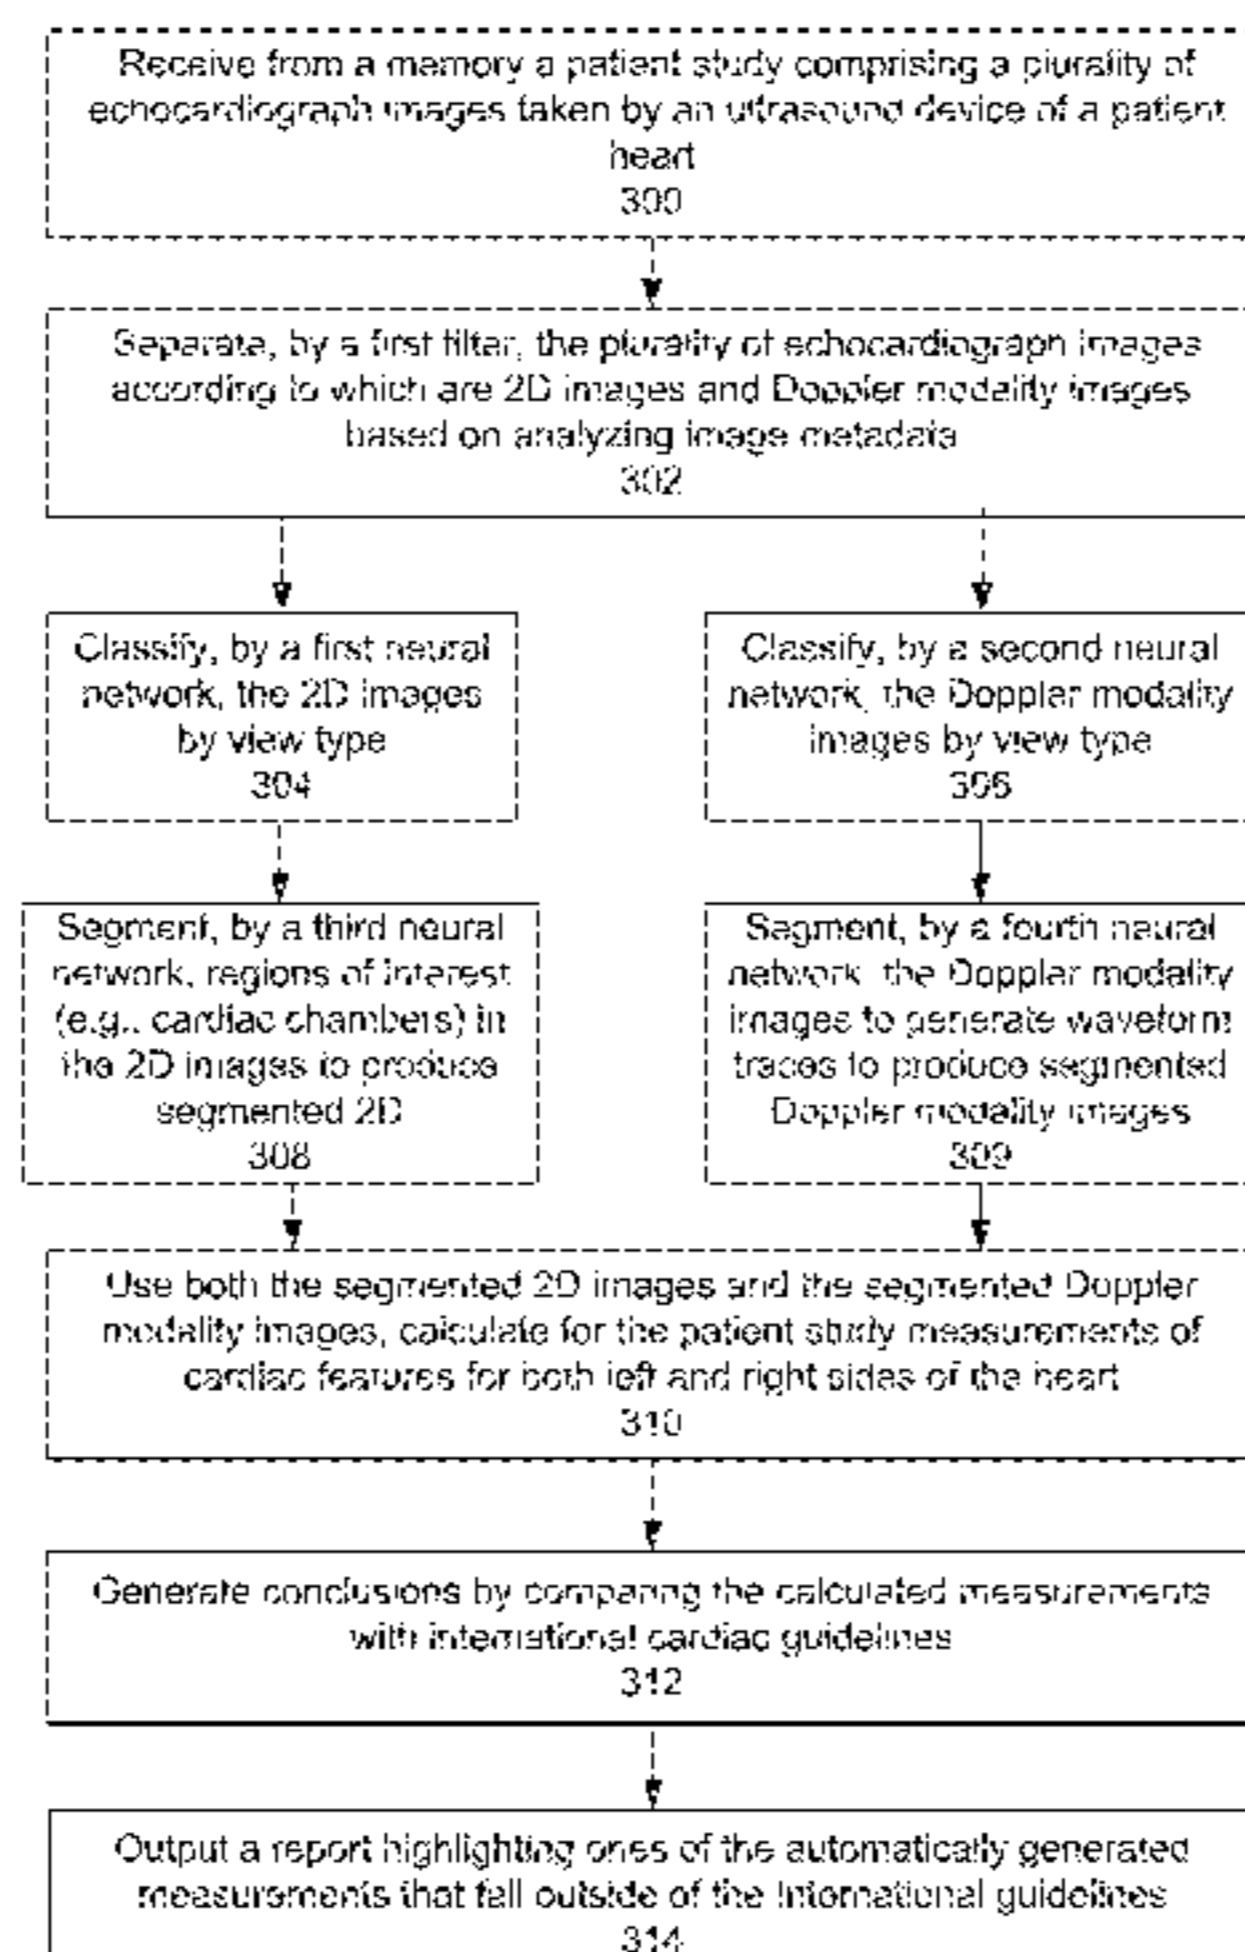 Receive from a memory a patient study comprising a plurality of
echocardiograph images taken by an ultrasound device of a patient
heart
300
Separate, by a first filter, the plurality of echocardiograph images
according to which are 2D images and Doppler modality images
based on analyzing image metadata
302
Classify, by a first neural
network, the 2D images
by view type
304
Classify, by a second neural
network, the Doppler modality
images by view type
306
Segment, by a third neural
network, regions of interest
(e.g., cardiac chambers) in
the 2D images to produce
segmented 2D
308
Segment, by a fourth neural
network, the Doppler modality
images to generate waveform
traces to produce segmented
Doppler modality images
309
Use both the segmented 2D images and the segmented Doppler
modality images, calculate for the patient study measurements of
cardiac features for both left and right sides of the heart
310
Generate conclusions by comparing the calculated measurements
with international cardiac guidelines
312
Output a report highlighting ones of the automatically generated
measurements that fall outside of the International guidelines
314